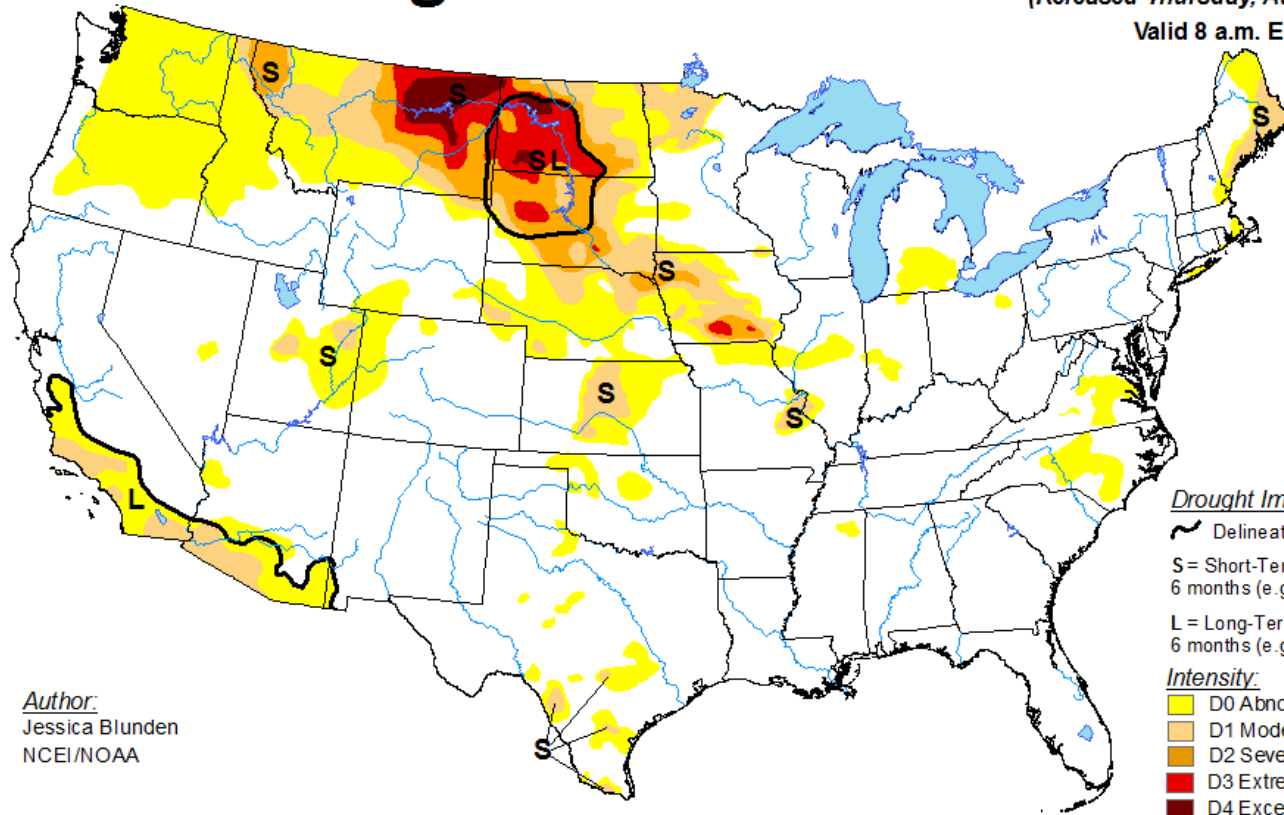 Valid 8 a.m. E
S
S
S
S L
S
S
S
S
L
S
Drought Im
Delineat
S = Short-Ter
6 months (e.g
L = Long-Ter
6 months (e.g
Intensity:
D0 Abno
D1 Mode
D2 Seve
D3 Extre
D4 Exce
Author:
Jessica Blunden
NCEI/NOAA